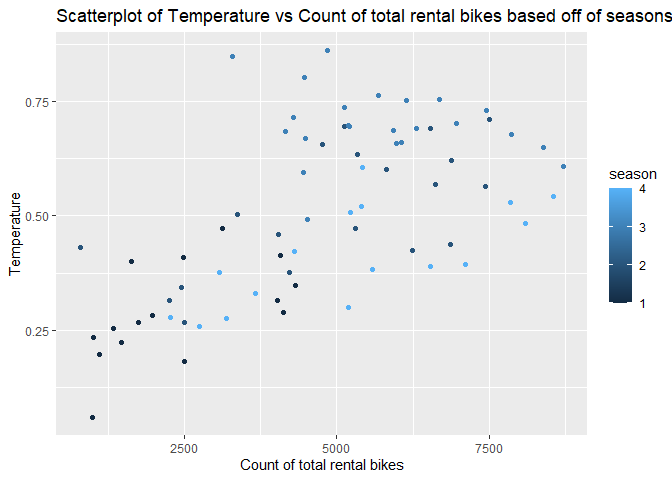 Scatterplot of Temperature vs Count of total rental bikes based off of seasons
0.75
0.50
0.25
Temperature
2500 5000 7500
Count of total rental bikes
season
4
3
2
1